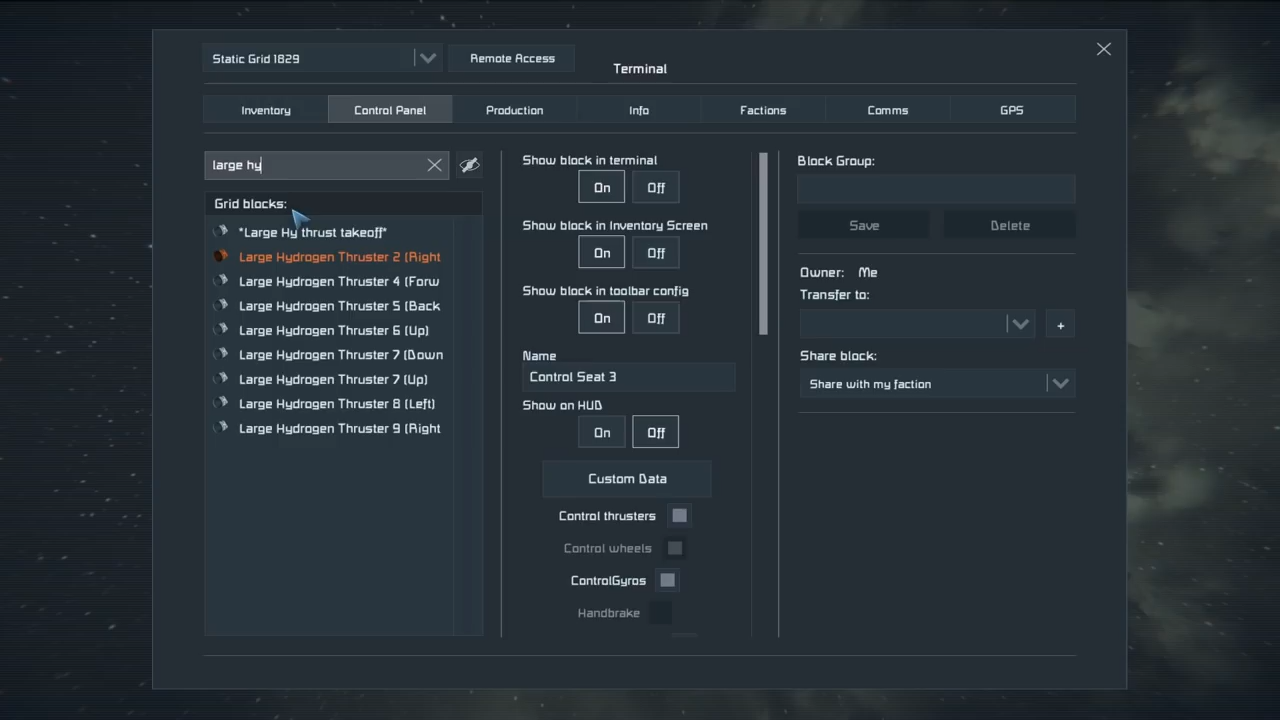 Static Grid 1829
Remote Access
Terminal
Inventory
Control Panel
Production
Info
Factions
Comms
GPS
large hy
Grid blocks:
*Large Hy thrust takeoff*
Large Hydrogen Thruster 2 (Right
Large Hydrogen Thruster 4 (Forw
Large Hydrogen Thruster 5 (Back
Large Hydrogen Thruster 6 (Up)
Large Hydrogen Thruster 7 (Down
Large Hydrogen Thruster 7 (Up)
Large Hydrogen Thruster 8 (Left)
Large Hydrogen Thruster 9 (Right
Show block in terminal
On Off
Show block in Inventory Screen
On Off
Show block in toolbar config
On Off
Name
Control Seat 3
Show on HUD
On Off
Custom Data
Control thrusters
Control wheels
ControlGyros
Handbrake
Block Group:
Save Delete
Owner: Me
Transfer to:
+
Share block:
Share with my faction